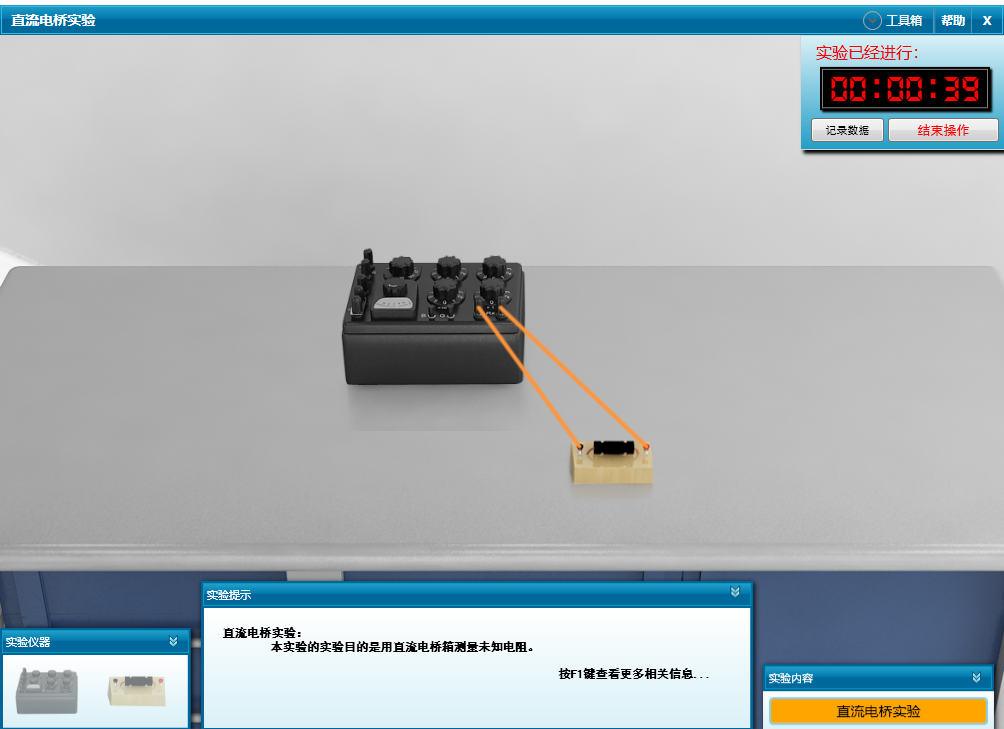 直流电桥实验
工具箱
帮助
X
实验已经进行：
00:00:39
记录数据
结束操作
实验提示
直流电桥实验：
本实验的实验目的是用直流电桥箱测量未知电阻。
按F1键查看更多相关信息...
实验仪器
实验内容
直流电桥实验